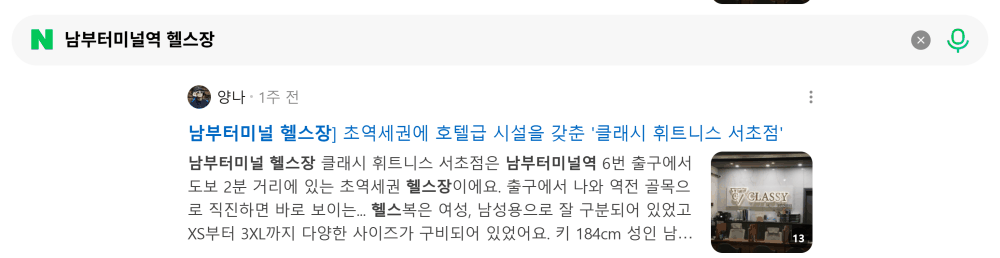 남부터미널역 헬스장
양나 · 1주 전
남부터미널 헬스장] 초역세권에 호텔급 시설을 갖춘 '클래시 휘트니스 서초점'
남부터미널 헬스장 클래시 휘트니스 서초점은 남부터미널역 6번 출구에서
도보 2분 거리에 있는 초역세권 헬스장이에요. 출구에서 나와 역전 골목으
로 직진하면 바로 보이는... 헬스복은 여성, 남성용으로 잘 구분되어 있었고
XS부터 3XL까지 다양한 사이즈가 구비되어 있었어요. 키 184cm 성인 남...
CLASSY
13